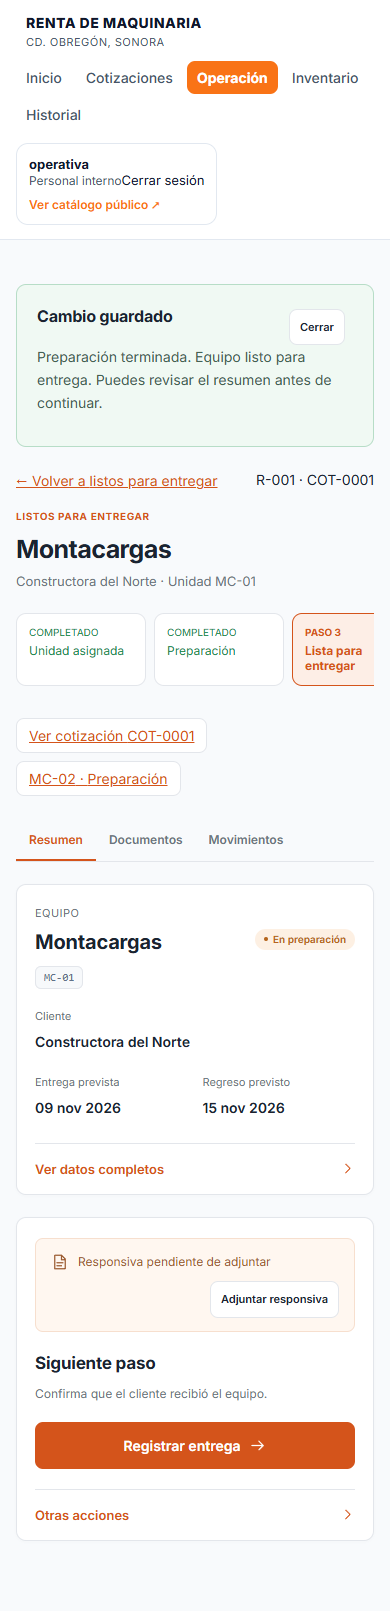 RENTA DE MAQUINARIA
CD. OBREGÓN, SONORA
Inicio Cotizaciones Operación Inventario
Historial
operativa
Personal internoCerrar sesión
Ver catálogo público ↗
Cambio guardado
Cerrar
Preparación terminada. Equipo listo para
entrega. Puedes revisar el resumen antes de
continuar.
← Volver a listos para entregar R-001 · COT-0001
LISTOS PARA ENTREGAR
Montacargas
Constructora del Norte · Unidad MC-01
COMPLETADO
Unidad asignada
COMPLETADO
Preparación
PASO 3
Lista para
entregar
Ver cotización COT-0001
MC-02 · Preparación
Resumen Documentos Movimientos
EQUIPO
Montacargas
• En preparación
MC-01
Cliente
Constructora del Norte
Entrega prevista Regreso previsto
09 nov 2026 15 nov 2026
Ver datos completos
Responsiva pendiente de adjuntar
Adjuntar responsiva
Siguiente paso
Confirma que el cliente recibió el equipo.
Registrar entrega →
Otras acciones